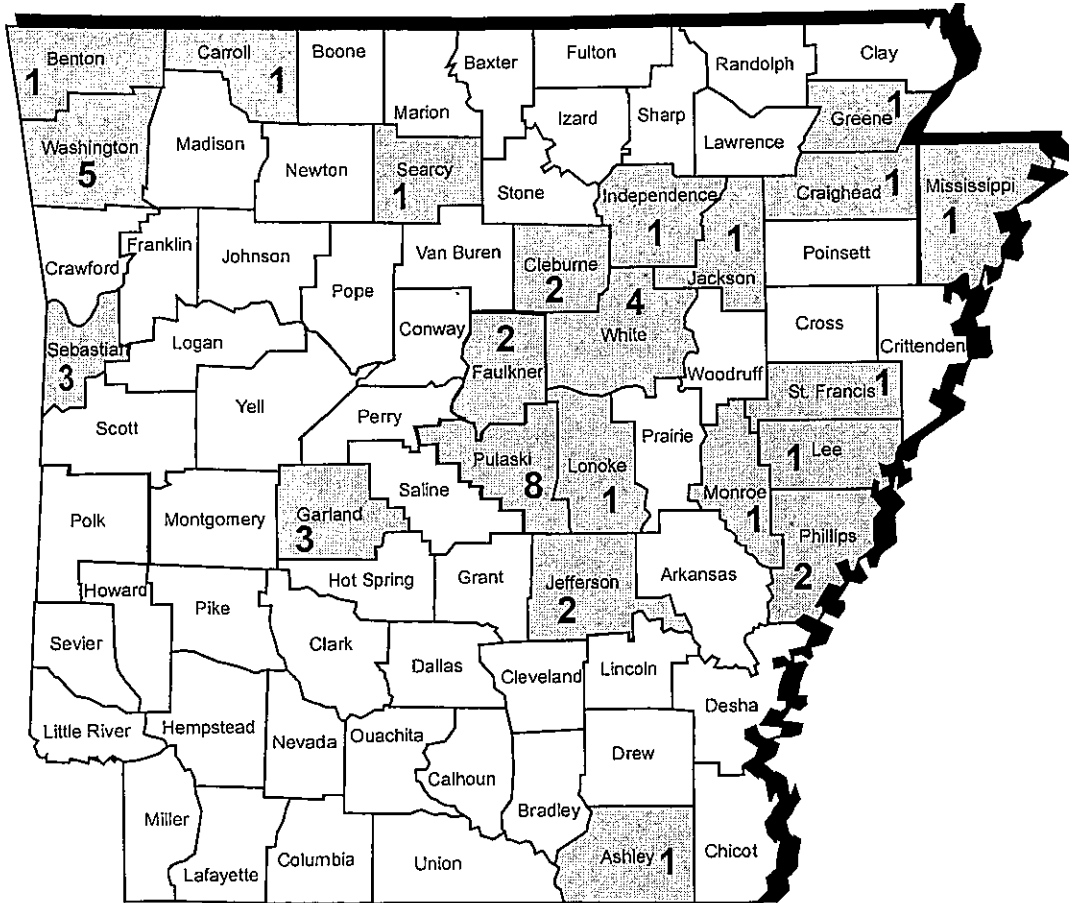 Benton
1
Carroll
1
Boone
Baxter
Fulton
Randolph
Clay
Marion
Izard
Sharp
Lawrence
Greene
1
Washington
5
Madison
Newton
Searcy
1
Stone
Independence
1
Jackson
1
Craighead
1
Mississippi
1
Crawford
Franklin
Johnson
Pope
Van Buren
Cleburne
2
Poinsett
Sebastian
3
Logan
Conway
Faulkner
2
White
4
Woodruff
Cross
Crittenden
St. Francis
1
Scott
Yell
Perry
Pulaski
8
Lonoke
1
Prairie
Monroe
1
Lee
1
Polk
Montgomery
Garland
3
Saline
Phillips
2
Howard
Pike
Hot Spring
Grant
Jefferson
2
Arkansas
Sevier
Clark
Dallas
Cleveland
Lincoln
Desha
Little River
Hempstead
Nevada
Ouachita
Calhoun
Bradley
Drew
Miller
Lafayette
Columbia
Union
Ashley
1
Chicot